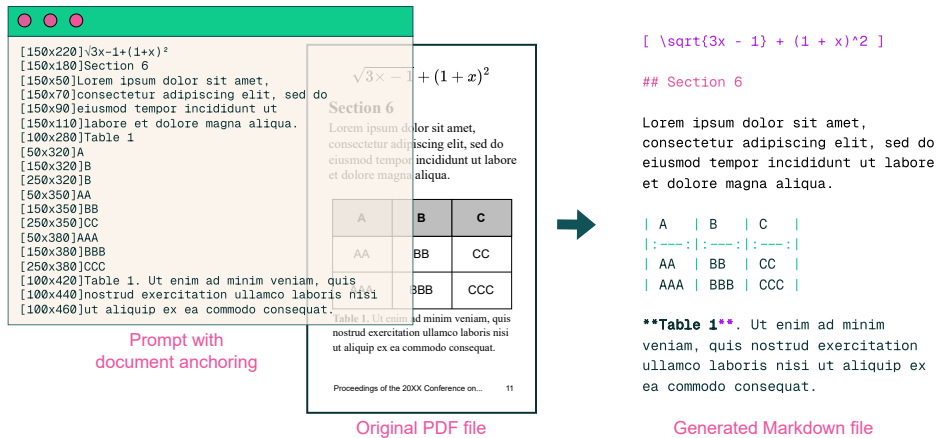 [150x220]√3x−1+(1+x)²
[150x180]Section 6
[150x50]Lorem ipsum dolor sit amet,
[150x70]consectetur adipiscing elit, sed do
[150x90]eiusmod tempor incididunt ut
[150x110]labore et dolore magna aliqua.
[100x280]Table 1
[50x320]A
[150x320]B
[250x320]B
[50x350]AA
[150x350]BB
[250x350]CC
[50x380]AAA
[150x380]BBB
[250x380]CCC
[100x420]Table 1. Ut enim ad minim veniam, quis
[100x440]nostrud exercitation ullamco laboris nisi
[100x460]ut aliquip ex ea commodo consequat.
Prompt with
document anchoring
√3× − 1 + (1 + x)²
Section 6
Lorem ipsum dolor sit amet,
consectetur adipiscing elit, sed do
eiusmod tempor incididunt ut labore
et dolore magna aliqua.
A B C
AA BB CC
AAA BBB CCC
Table 1. Ut enim ad minim veniam, quis
nostrud exercitation ullamco laboris nisi
ut aliquip ex ea commodo consequat.
Proceedings of the 20XX Conference on... 11
Original PDF file
[ \sqrt{3x - 1} + (1 + x)^2 ]
## Section 6
Lorem ipsum dolor sit amet,
consectetur adipiscing elit, sed do
eiusmod tempor incididunt ut labore
et dolore magna aliqua.
| A | B | C |
|:---:|:---:|:---:|
| AA | BB | CC |
| AAA | BBB | CCC |
**Table 1**. Ut enim ad minim
veniam, quis nostrud exercitation
ullamco laboris nisi ut aliquip ex
ea commodo consequat.
Generated Markdown file